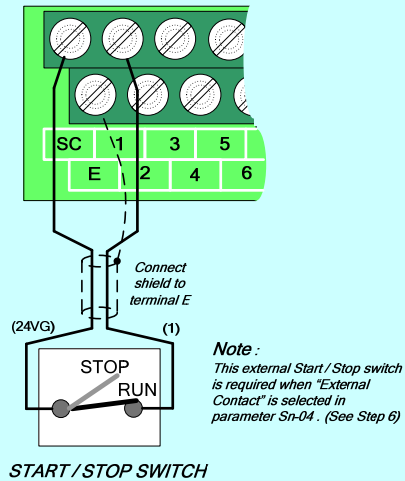 SC 1 3 5
E 2 4 6
Connect
shield to
terminal E
(24VG) (1)
STOP
RUN
Note :
This external Start / Stop switch
is required when “External
Contact” is selected in
parameter Sn-04 . (See Step 6)
START / STOP SWITCH